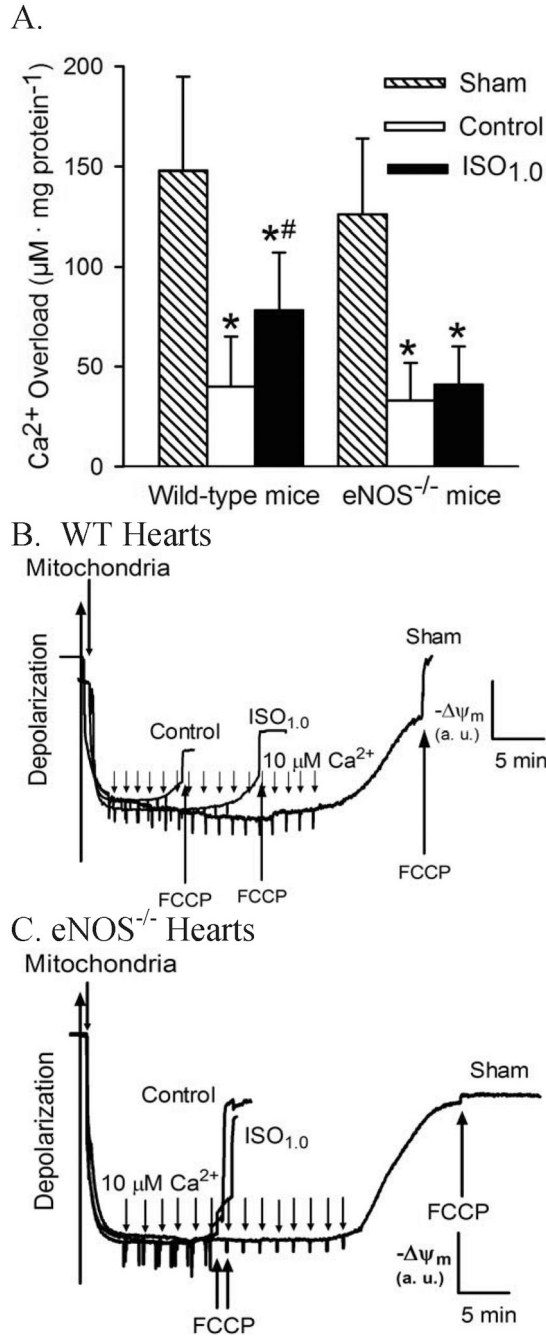 A.
Ca2+ Overload (µM · mg protein-1)
200
150
100
50
0
Sham
Control
ISO1.0
*
*#
*
*
Wild-type mice
eNOS-/- mice
B. WT Hearts
Mitochondria
Depolarization
Sham
Control
ISO1.0
10 µM Ca2+
-Δψm
(a. u.)
5 min
FCCP
FCCP
FCCP
C. eNOS-/- Hearts
Mitochondria
Depolarization
Control
ISO1.0
Sham
10 µM Ca2+
FCCP
FCCP
-Δψm
(a. u.)
5 min